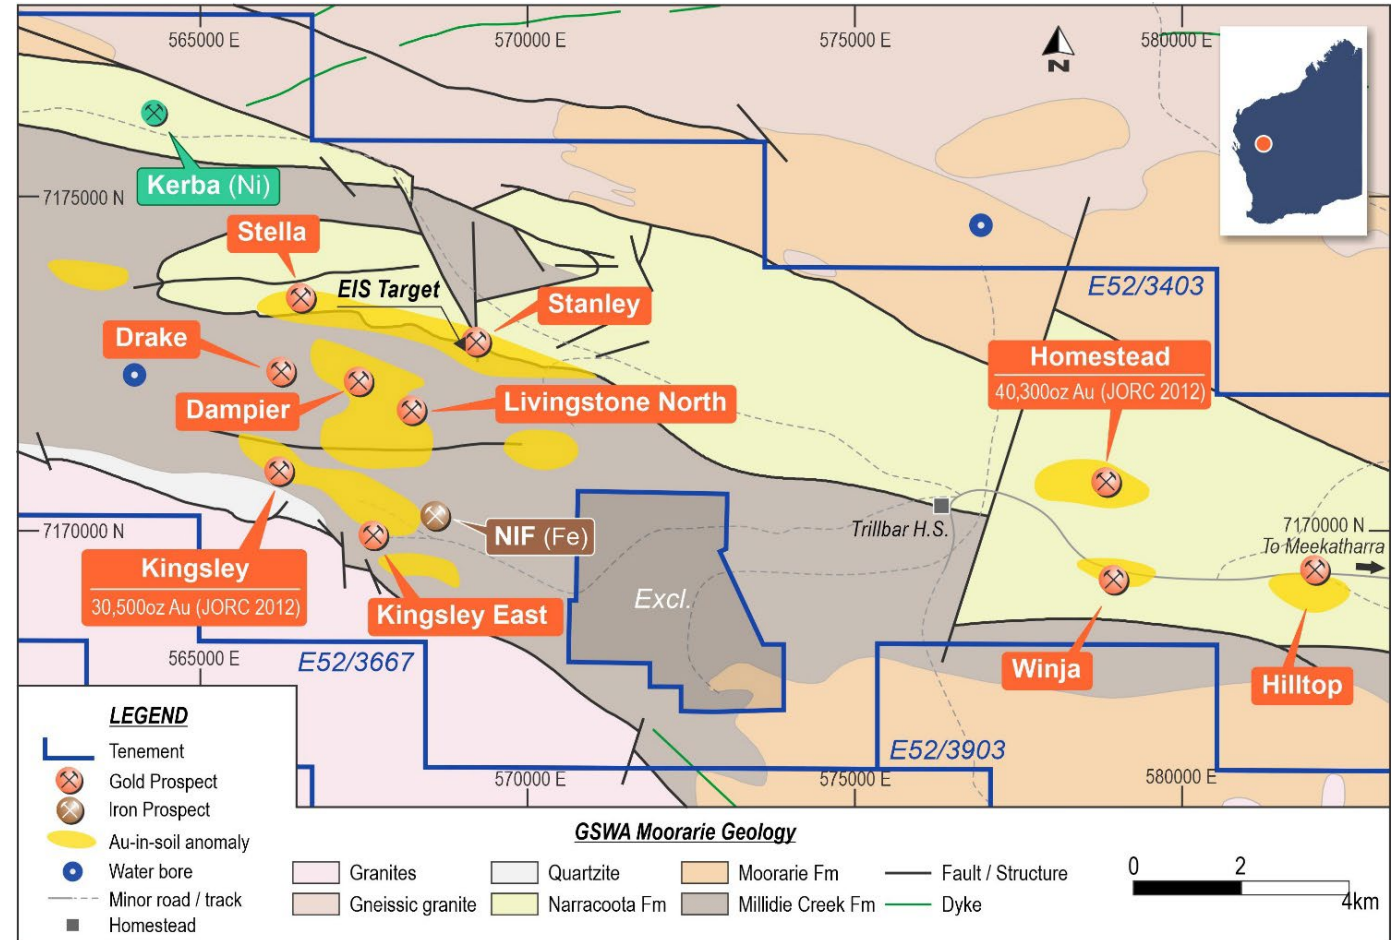 565000 E
570000 E
575000 E
580000 E
N
Kerba (Ni)
7175000 N
Stella
EIS Target
Stanley
E52/3403
Drake
Homestead
40,300oz Au (JORC 2012)
Dampier
Livingstone North
Trillbar H.S.
7170000 N
7170000 N
To Meekatharra
NIF (Fe)
Kingsley
30,500oz Au (JORC 2012)
Kingsley East
Excl.
565000 E
E52/3667
Winja
Hilltop
E52/3903
570000 E
575000 E
580000 E
LEGEND
Tenement
Gold Prospect
Iron Prospect
Au-in-soil anomaly
Water bore
Minor road / track
Homestead
GSWA Moorarie Geology
Granites
Quartzite
Moorarie Fm
Fault / Structure
Gneissic granite
Narracoota Fm
Millidie Creek Fm
Dyke
0
2
4km